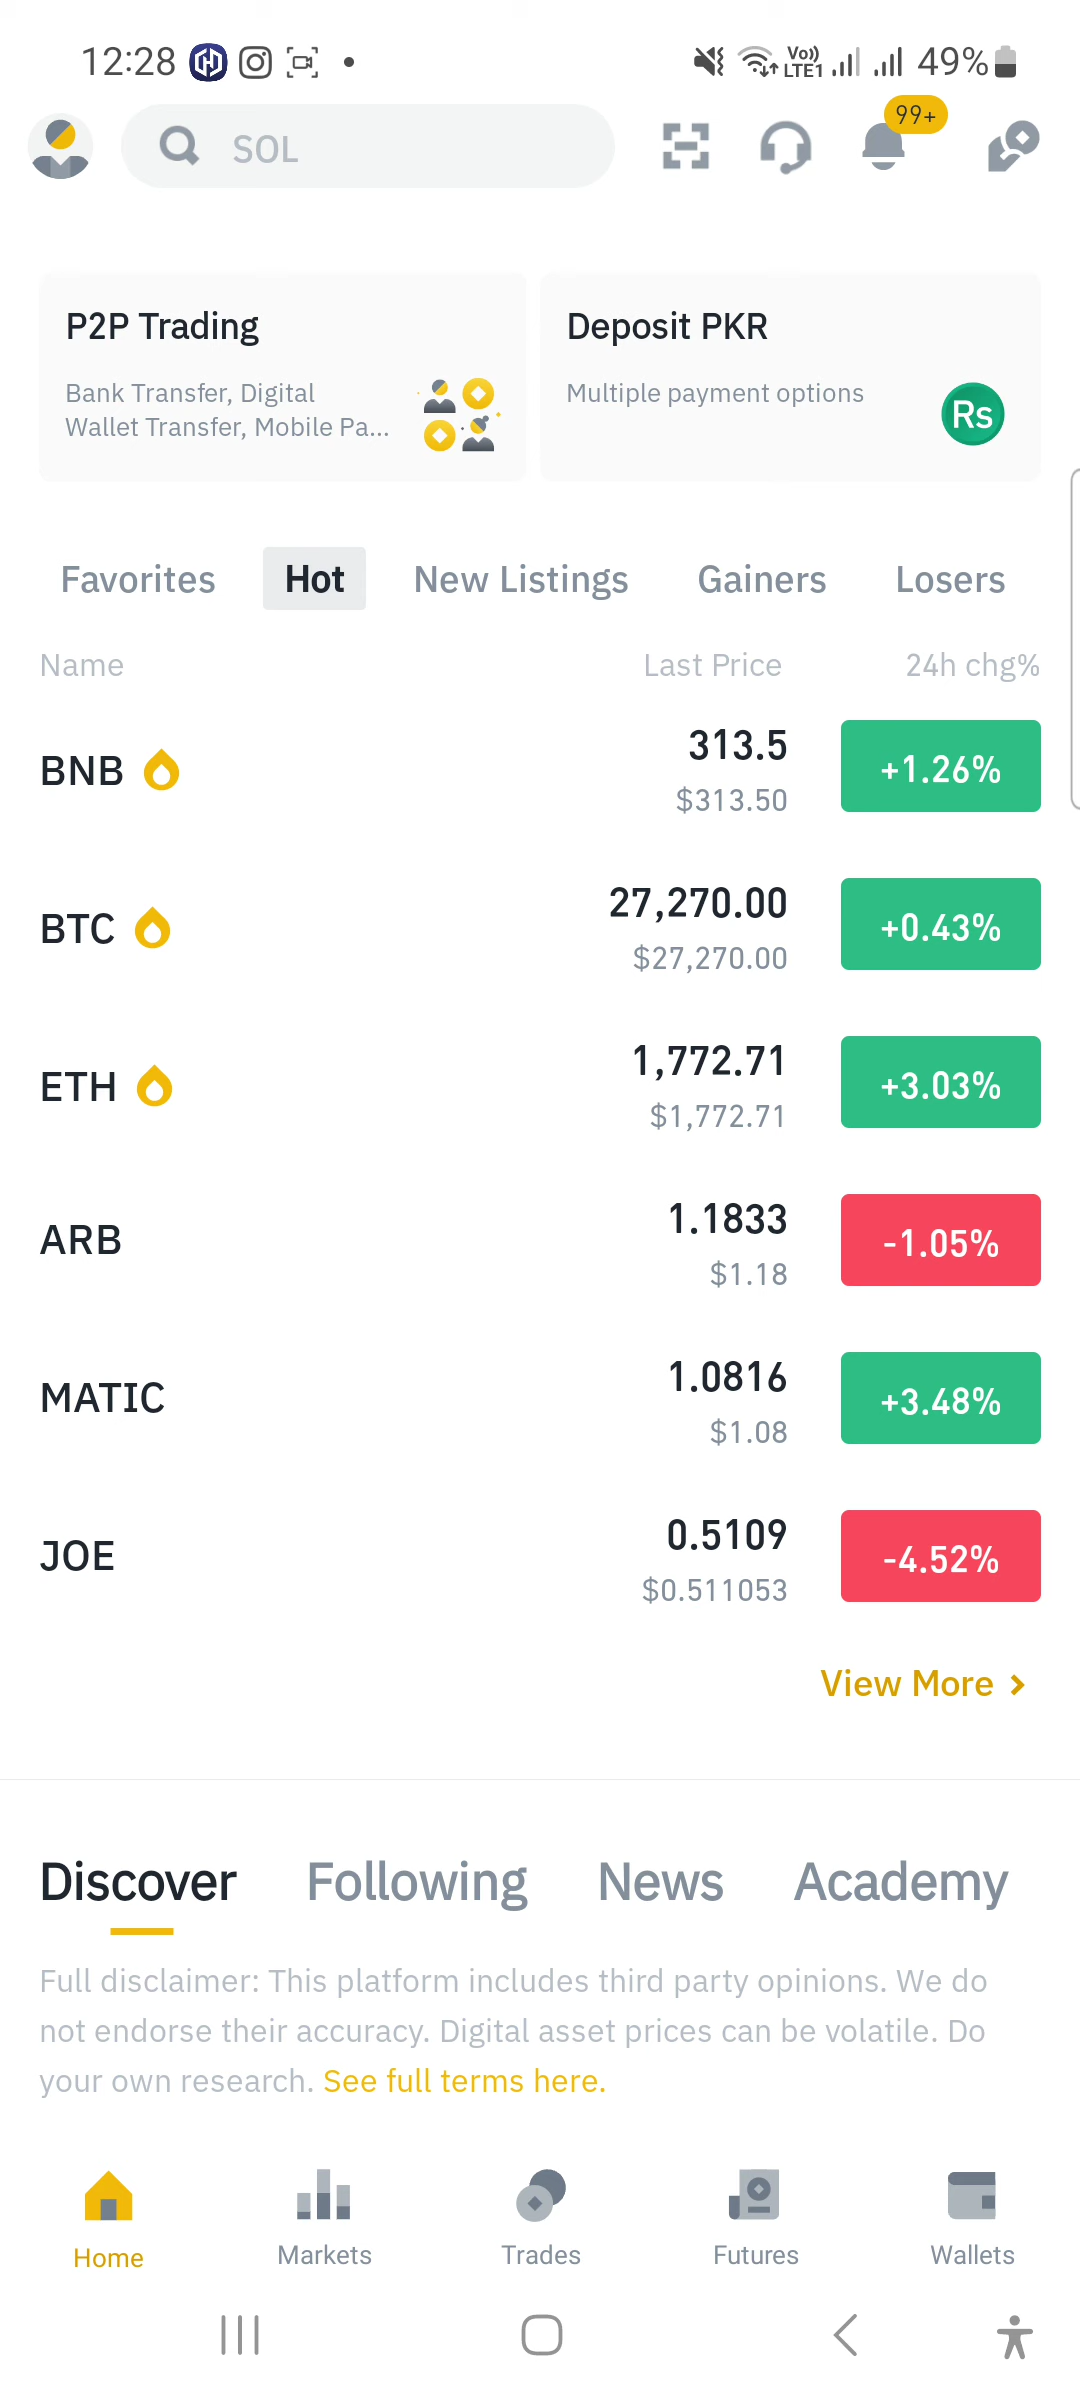 12:28
Vo)) LTE1 49%
99+
SOL
P2P Trading
Bank Transfer, Digital
Wallet Transfer, Mobile Pa...
Deposit PKR
Multiple payment options
Rs
Favorites Hot New Listings Gainers Losers
Name Last Price 24h chg%
BNB 313.5 +1.26%
$313.50
BTC 27,270.00 +0.43%
$27,270.00
ETH 1,772.71 +3.03%
$1,772.71
ARB 1.1833 -1.05%
$1.18
MATIC 1.0816 +3.48%
$1.08
JOE 0.5109 -4.52%
$0.511053
View More
Discover Following News Academy
Full disclaimer: This platform includes third party opinions. We do
not endorse their accuracy. Digital asset prices can be volatile. Do
your own research. See full terms here.
Home Markets Trades Futures Wallets